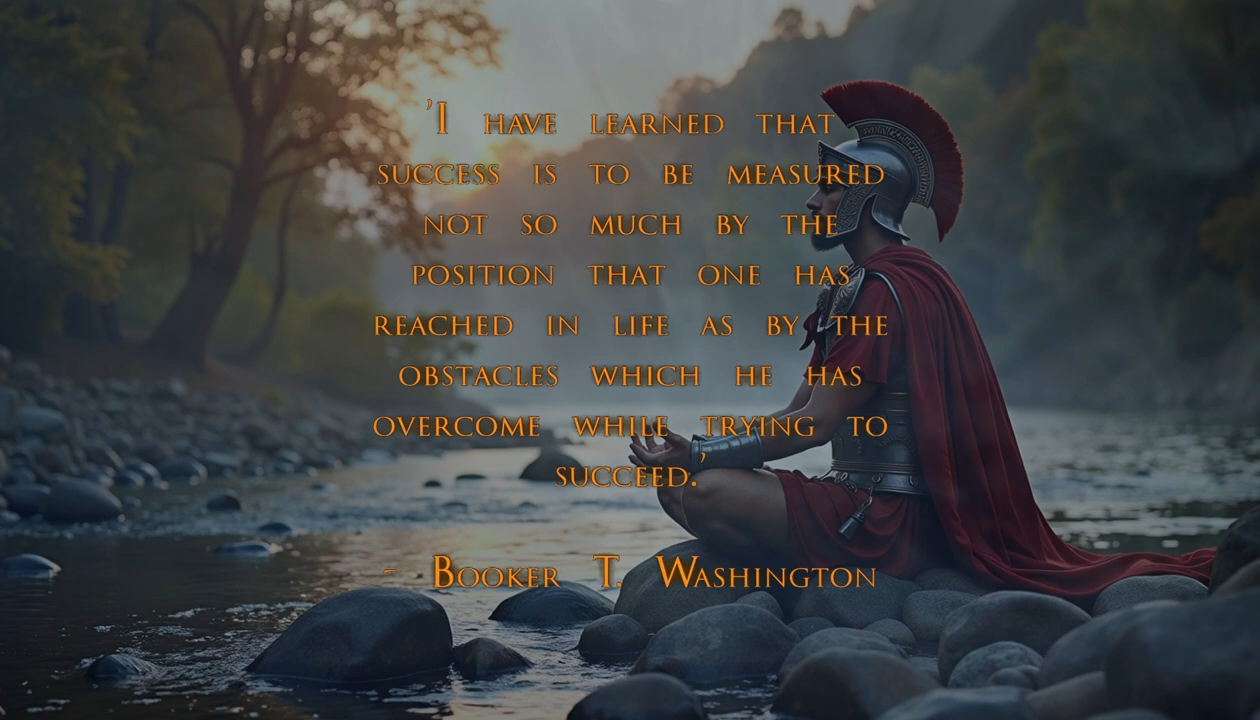 'I have learned that
success is to be measured
not so much by the
position that one has
reached in life as by the
obstacles which he has
overcome while trying to
succeed.'
- Booker T. Washington